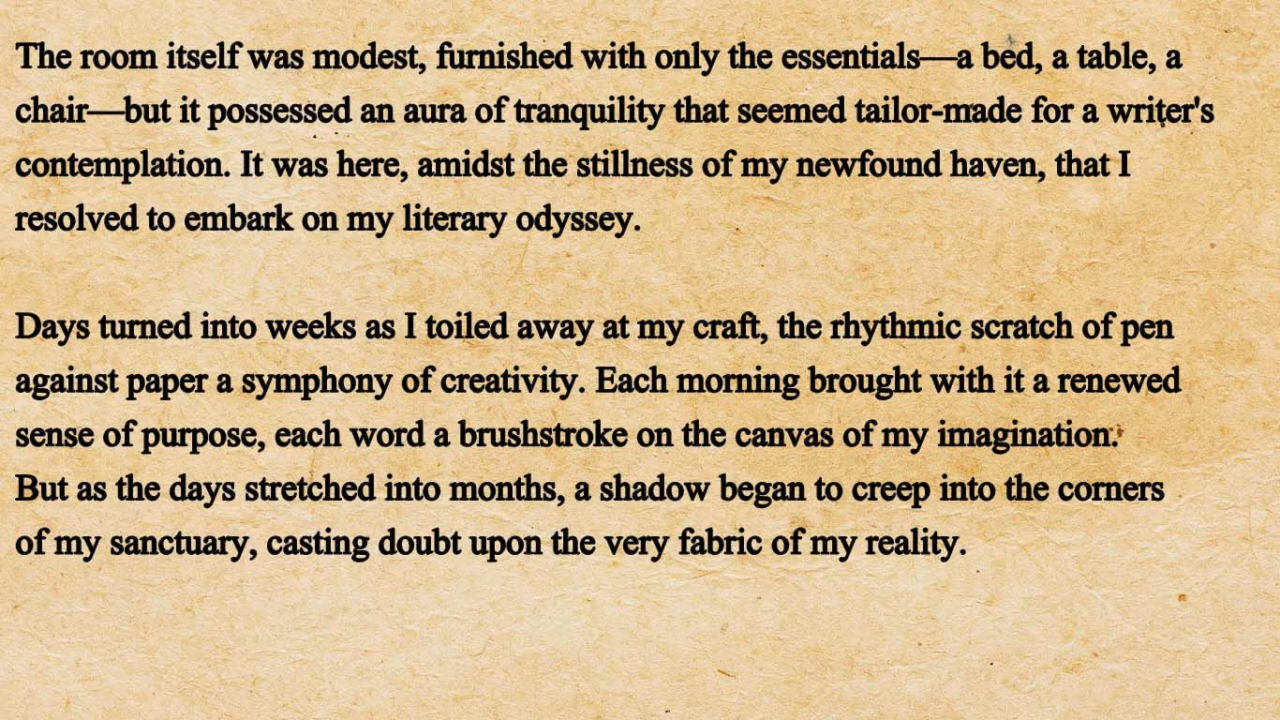 The room itself was modest, furnished with only the essentials—a bed, a table, a
chair—but it possessed an aura of tranquility that seemed tailor-made for a writer's
contemplation. It was here, amidst the stillness of my newfound haven, that I
resolved to embark on my literary odyssey.
Days turned into weeks as I toiled away at my craft, the rhythmic scratch of pen
against paper a symphony of creativity. Each morning brought with it a renewed
sense of purpose, each word a brushstroke on the canvas of my imagination.
But as the days stretched into months, a shadow began to creep into the corners
of my sanctuary, casting doubt upon the very fabric of my reality.